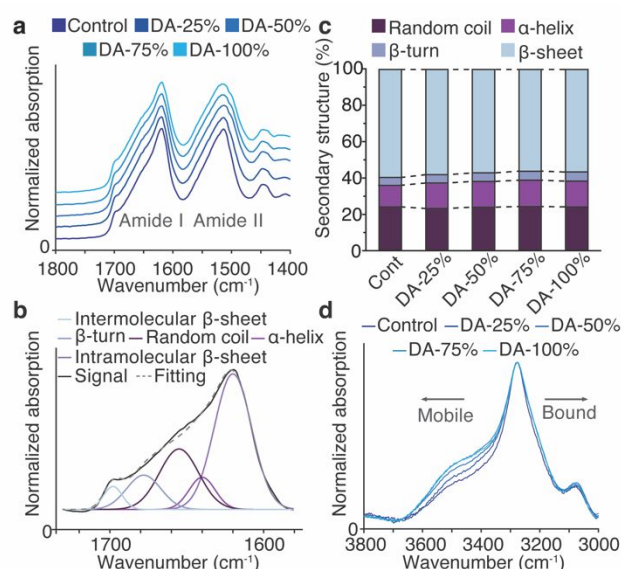 a
Control DA-25% DA-50%
DA-75% DA-100%
Normalized absorption
0
Amide I Amide II
1800 1700 1600 1500 1400
Wavenumber (cm⁻¹)
b
Intermolecular β-sheet
β-turn Random coil α-helix
Intramolecular β-sheet
Signal Fitting
Normalized absorption
0
1700 1600
Wavenumber (cm⁻¹)
c
Random coil α-helix
β-turn β-sheet
Secondary structure (%)
100
80
60
40
20
0
Cont DA-25% DA-50% DA-75% DA-100%
d
Control DA-25% DA-50%
DA-75% DA-100%
Normalized absorption
0
Mobile Bound
3800 3600 3400 3200 3000
Wavenumber (cm⁻¹)